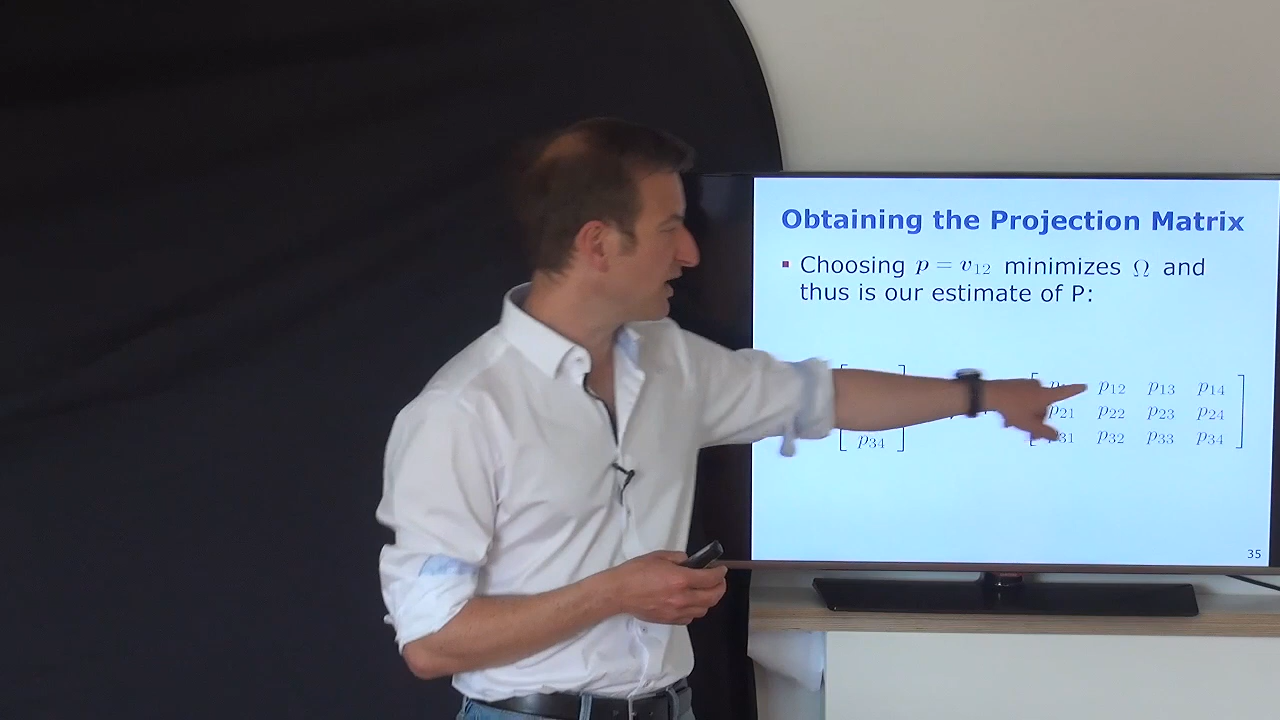 Obtaining the Projection Matrix
Choosing p = v₁₂ minimizes Ω and
thus is our estimate of P:
p₁₂ p₁₃ p₁₄
p₂₁ p₂₂ p₂₃ p₂₄
p₃₄ p₃₁ p₃₂ p₃₃ p₃₄
35